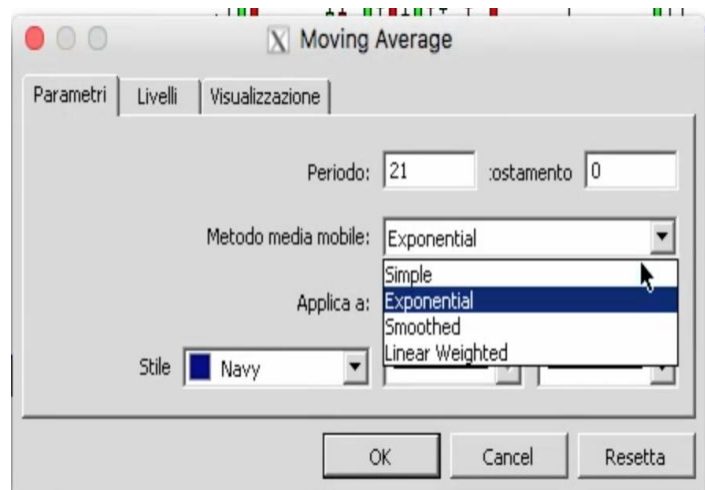 Moving Average
Parametri Livelli Visualizzazione
Periodo: 21 :ostamento 0
Metodo media mobile: Exponential
Simple
Applica a: Exponential
Smoothed
Linear Weighted
Stile Navy
OK Cancel Resetta